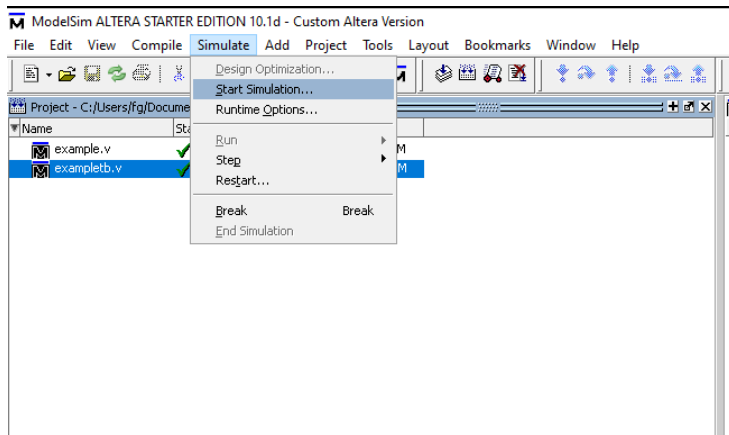 ModelSim ALTERA STARTER EDITION 10.1d - Custom Altera Version
File Edit View Compile Simulate Add Project Tools Layout Bookmarks Window Help
Design Optimization...
Start Simulation...
Runtime Options...
Run
Step
Restart...
Break Break
End Simulation
Project - C:/Users/fg/Docume
Name Sta
example.v M
exampletb.v M